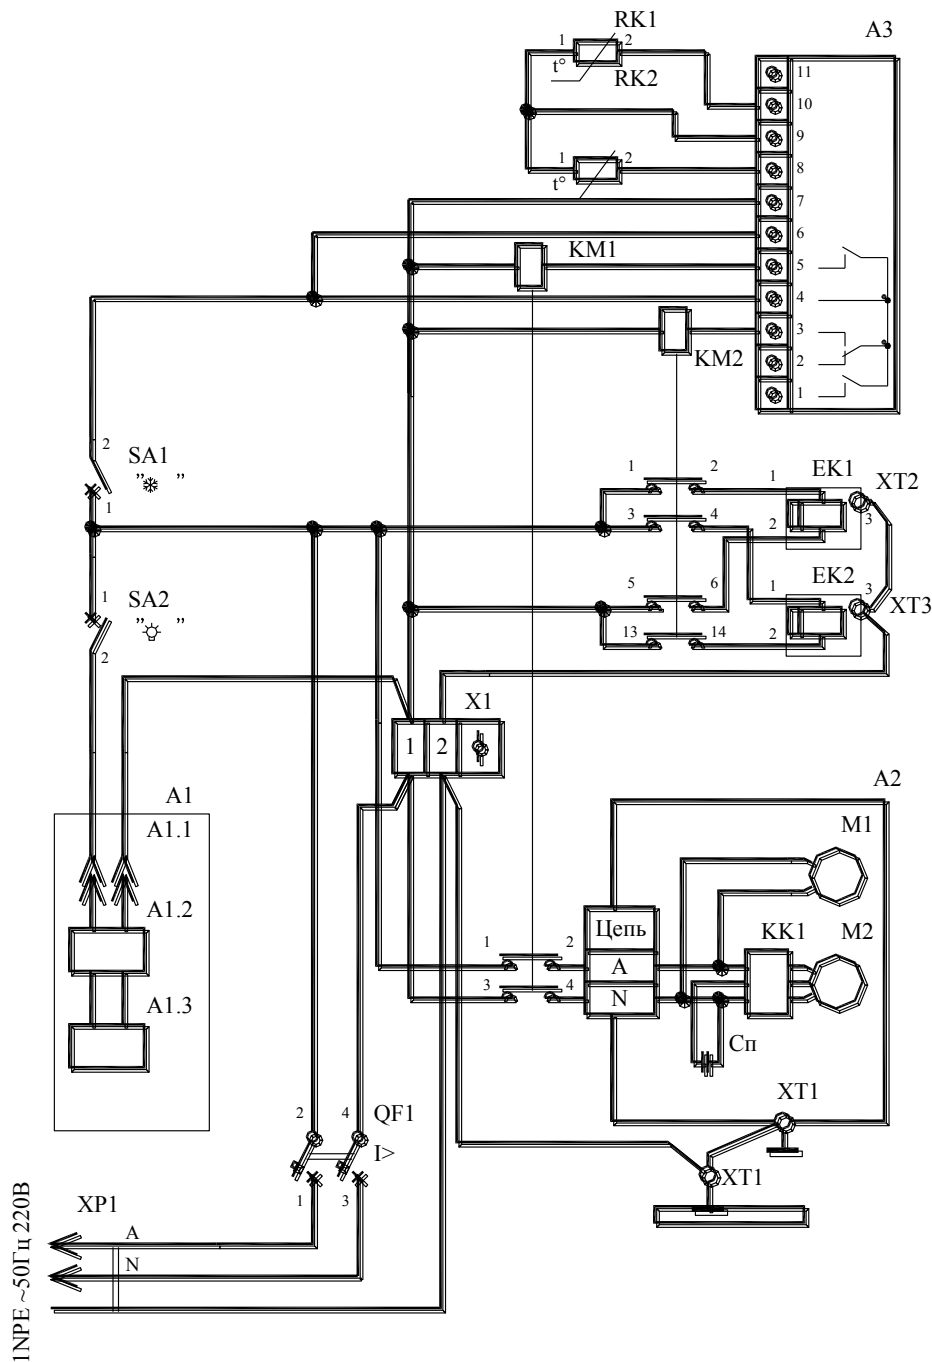 RK1
A3
1 2
t°
RK2
11
10
9
1 2
8
t°
7
6
KM1
5
4
3
KM2
2
1
2
SA1
" ❄ "
1
1 2
1
EK1
XT2
3 4
2
3
1
SA2
" "
2
5 6
1
EK2
3
XT3
13 14
2
X1
1 2
A1
A2
A1.1
M1
A1.2
Цепь
KK1
M2
1 2
A
3 4
N
A1.3
Сп
2 4
QF1
XT1
I>
1 3
XT1
XP1
A
N
1NPE ~50Гц 220В